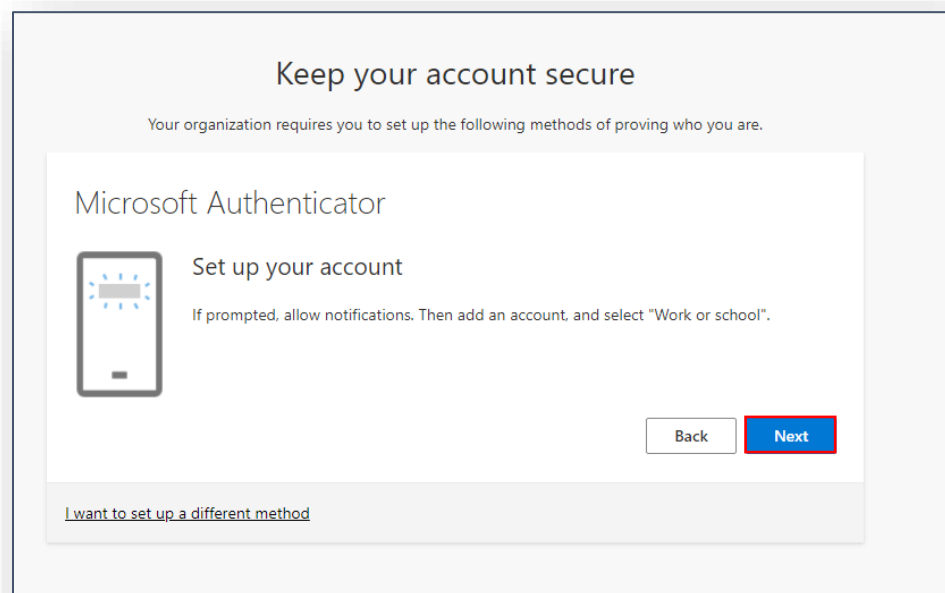 Keep your account secure
Your organization requires you to set up the following methods of proving who you are.
Microsoft Authenticator
Set up your account
If prompted, allow notifications. Then add an account, and select "Work or school".
Back
Next
I want to set up a different method